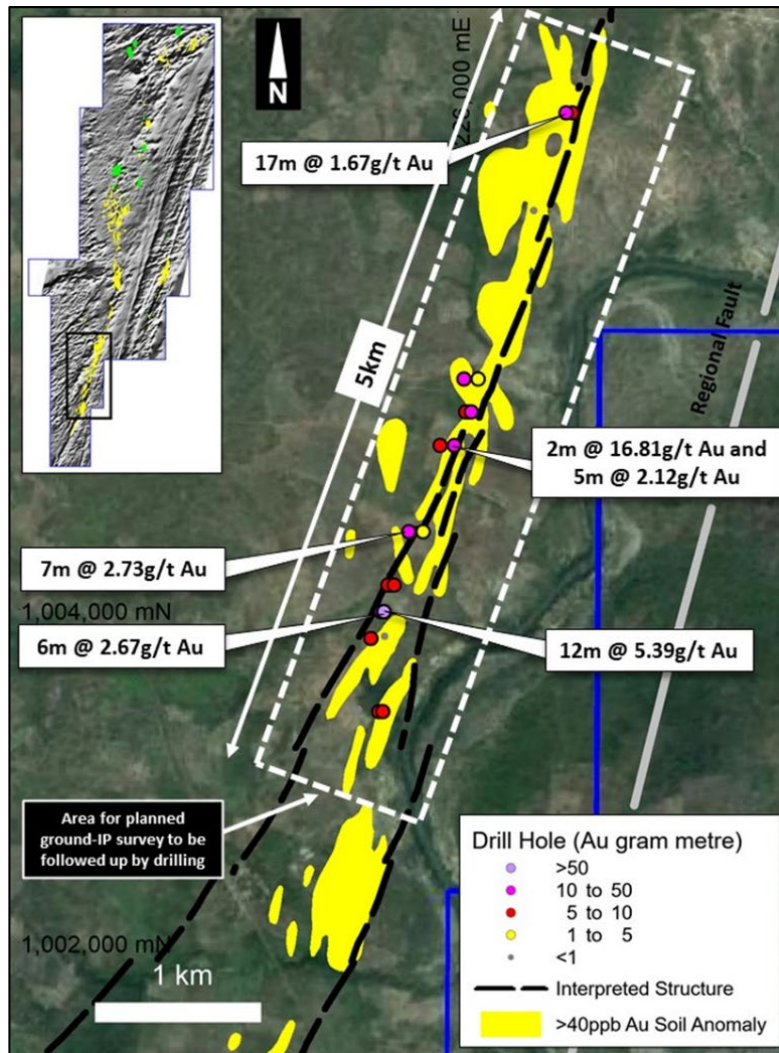 N
226,000 mE
17m @ 1.67g/t Au
5km
Regional Fault
2m @ 16.81g/t Au and
5m @ 2.12g/t Au
7m @ 2.73g/t Au
1,004,000 mN
6m @ 2.67g/t Au
12m @ 5.39g/t Au
Area for planned
ground-IP survey to be
followed up by drilling
1,002,000 mN
1 km
Drill Hole (Au gram metre)
>50
10 to 50
5 to 10
1 to 5
<1
Interpreted Structure
>40ppb Au Soil Anomaly